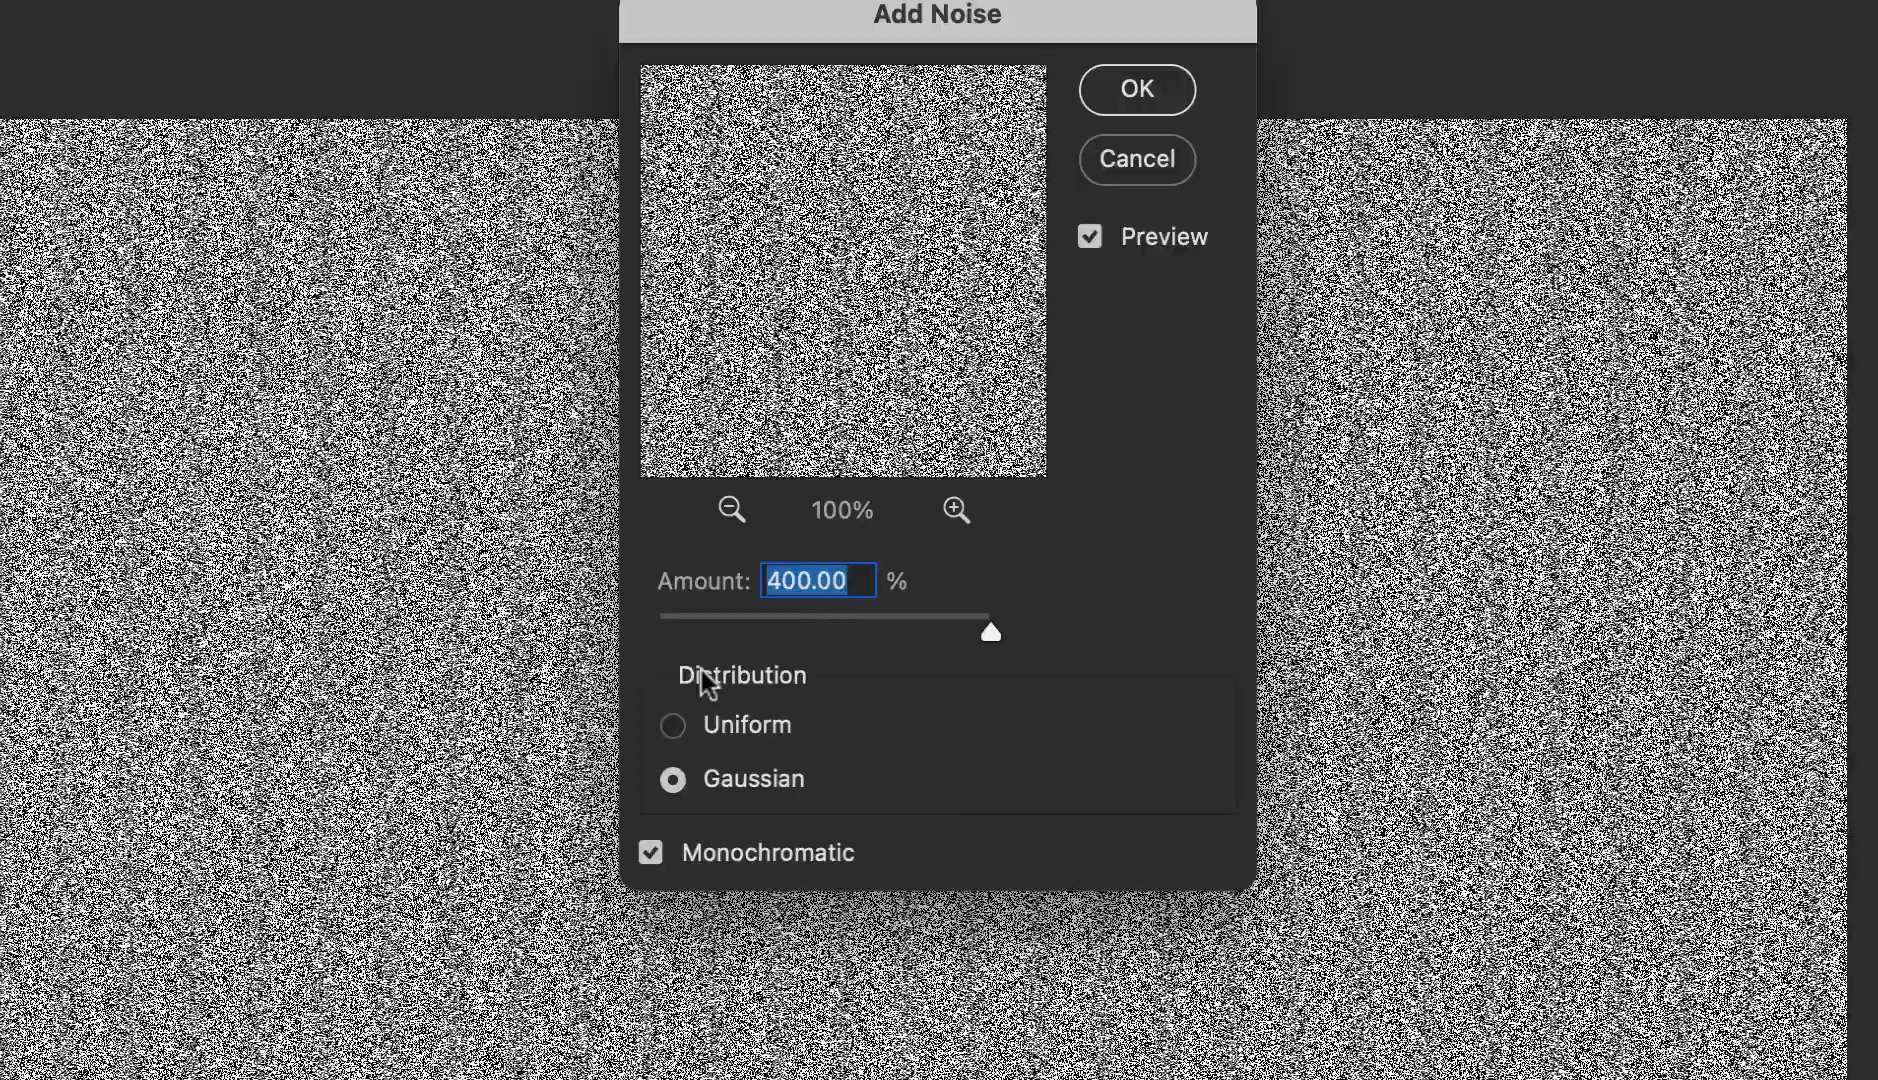 Add Noise
OK
Cancel
Preview
100%
Amount: 400.00 %
Distribution
Uniform
Gaussian
Monochromatic